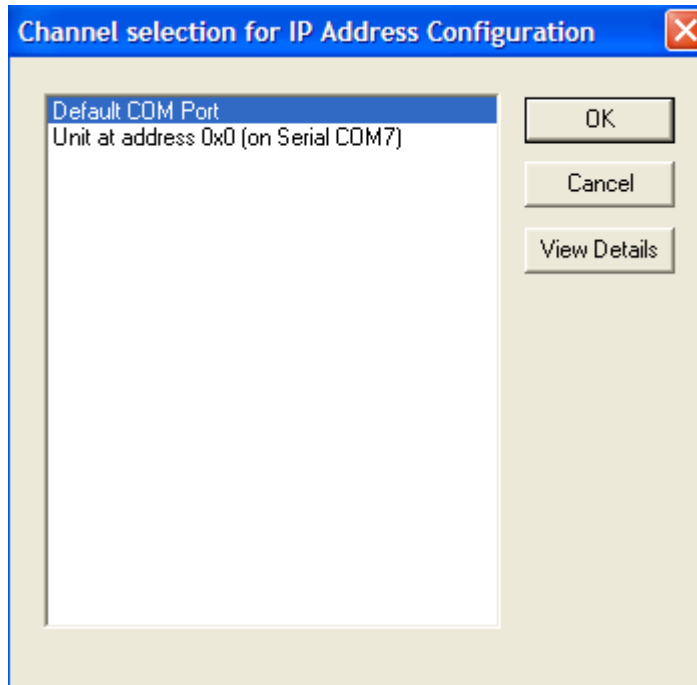 Channel selection for IP Address Configuration
Default COM Port
Unit at address 0x0 (on Serial COM7)
OK
Cancel
View Details